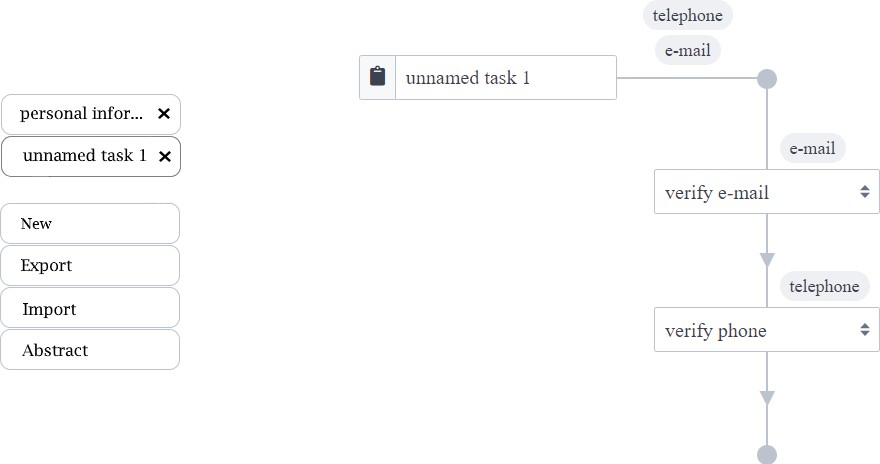 telephone
e-mail
unnamed task 1
personal infor...
unnamed task 1
e-mail
verify e-mail
New
Export
telephone
Import
verify phone
Abstract